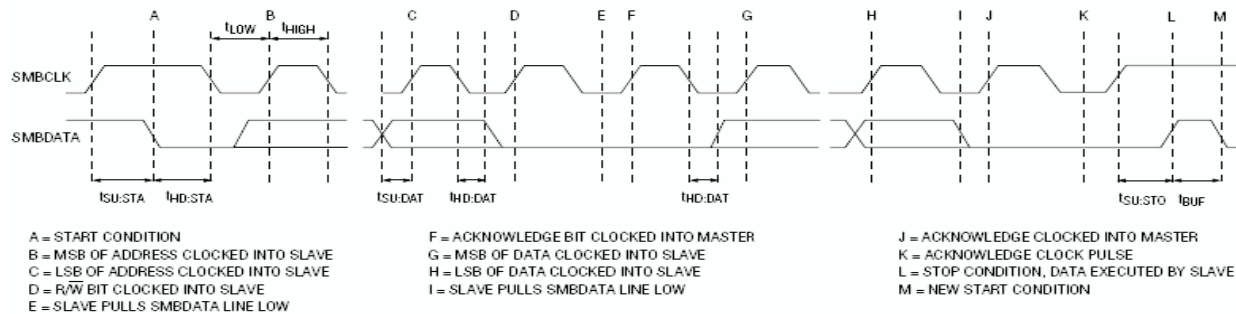 A B C D E F G H I J K L M
tLOW tHIGH
SMBCLK
SMBDATA
tSU:STA tHD:STA tSU:DAT tHD:DAT tHD:DAT tSU:STO tBUF
A = START CONDITION
B = MSB OF ADDRESS CLOCKED INTO SLAVE
C = LSB OF ADDRESS CLOCKED INTO SLAVE
D = R/W̅ BIT CLOCKED INTO SLAVE
E = SLAVE PULLS SMBDATA LINE LOW
F = ACKNOWLEDGE BIT CLOCKED INTO MASTER
G = MSB OF DATA CLOCKED INTO SLAVE
H = LSB OF DATA CLOCKED INTO SLAVE
I = SLAVE PULLS SMBDATA LINE LOW
J = ACKNOWLEDGE CLOCKED INTO MASTER
K = ACKNOWLEDGE CLOCK PULSE
L = STOP CONDITION, DATA EXECUTED BY SLAVE
M = NEW START CONDITION